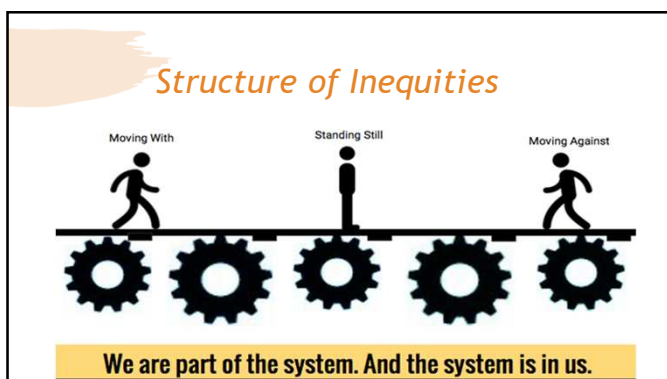 Structure of Inequities
Moving With
Standing Still
Moving Against
We are part of the system. And the system is in us.